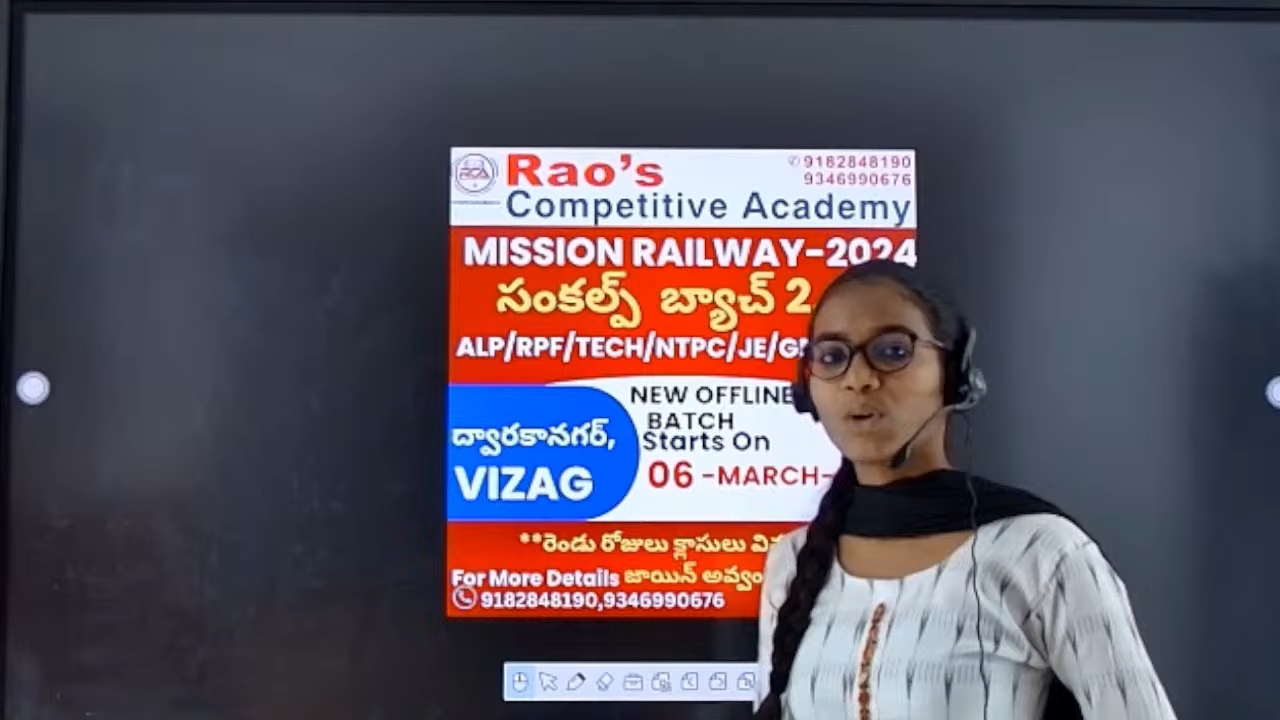 Rao's
Competitive Academy
9182848190
9346990676
MISSION RAILWAY-2024
సంకల్ప్ బ్యాచ్ 2
ALP/RPF/TECH/NTPC/JE/
ద్వారకానగర్,
VIZAG
NEW OFFLINE
BATCH
Starts On
06 -MARCH-
**రెండు రోజులు క్లాసులు
For More Details జాయిన్
9182848190,9346990676